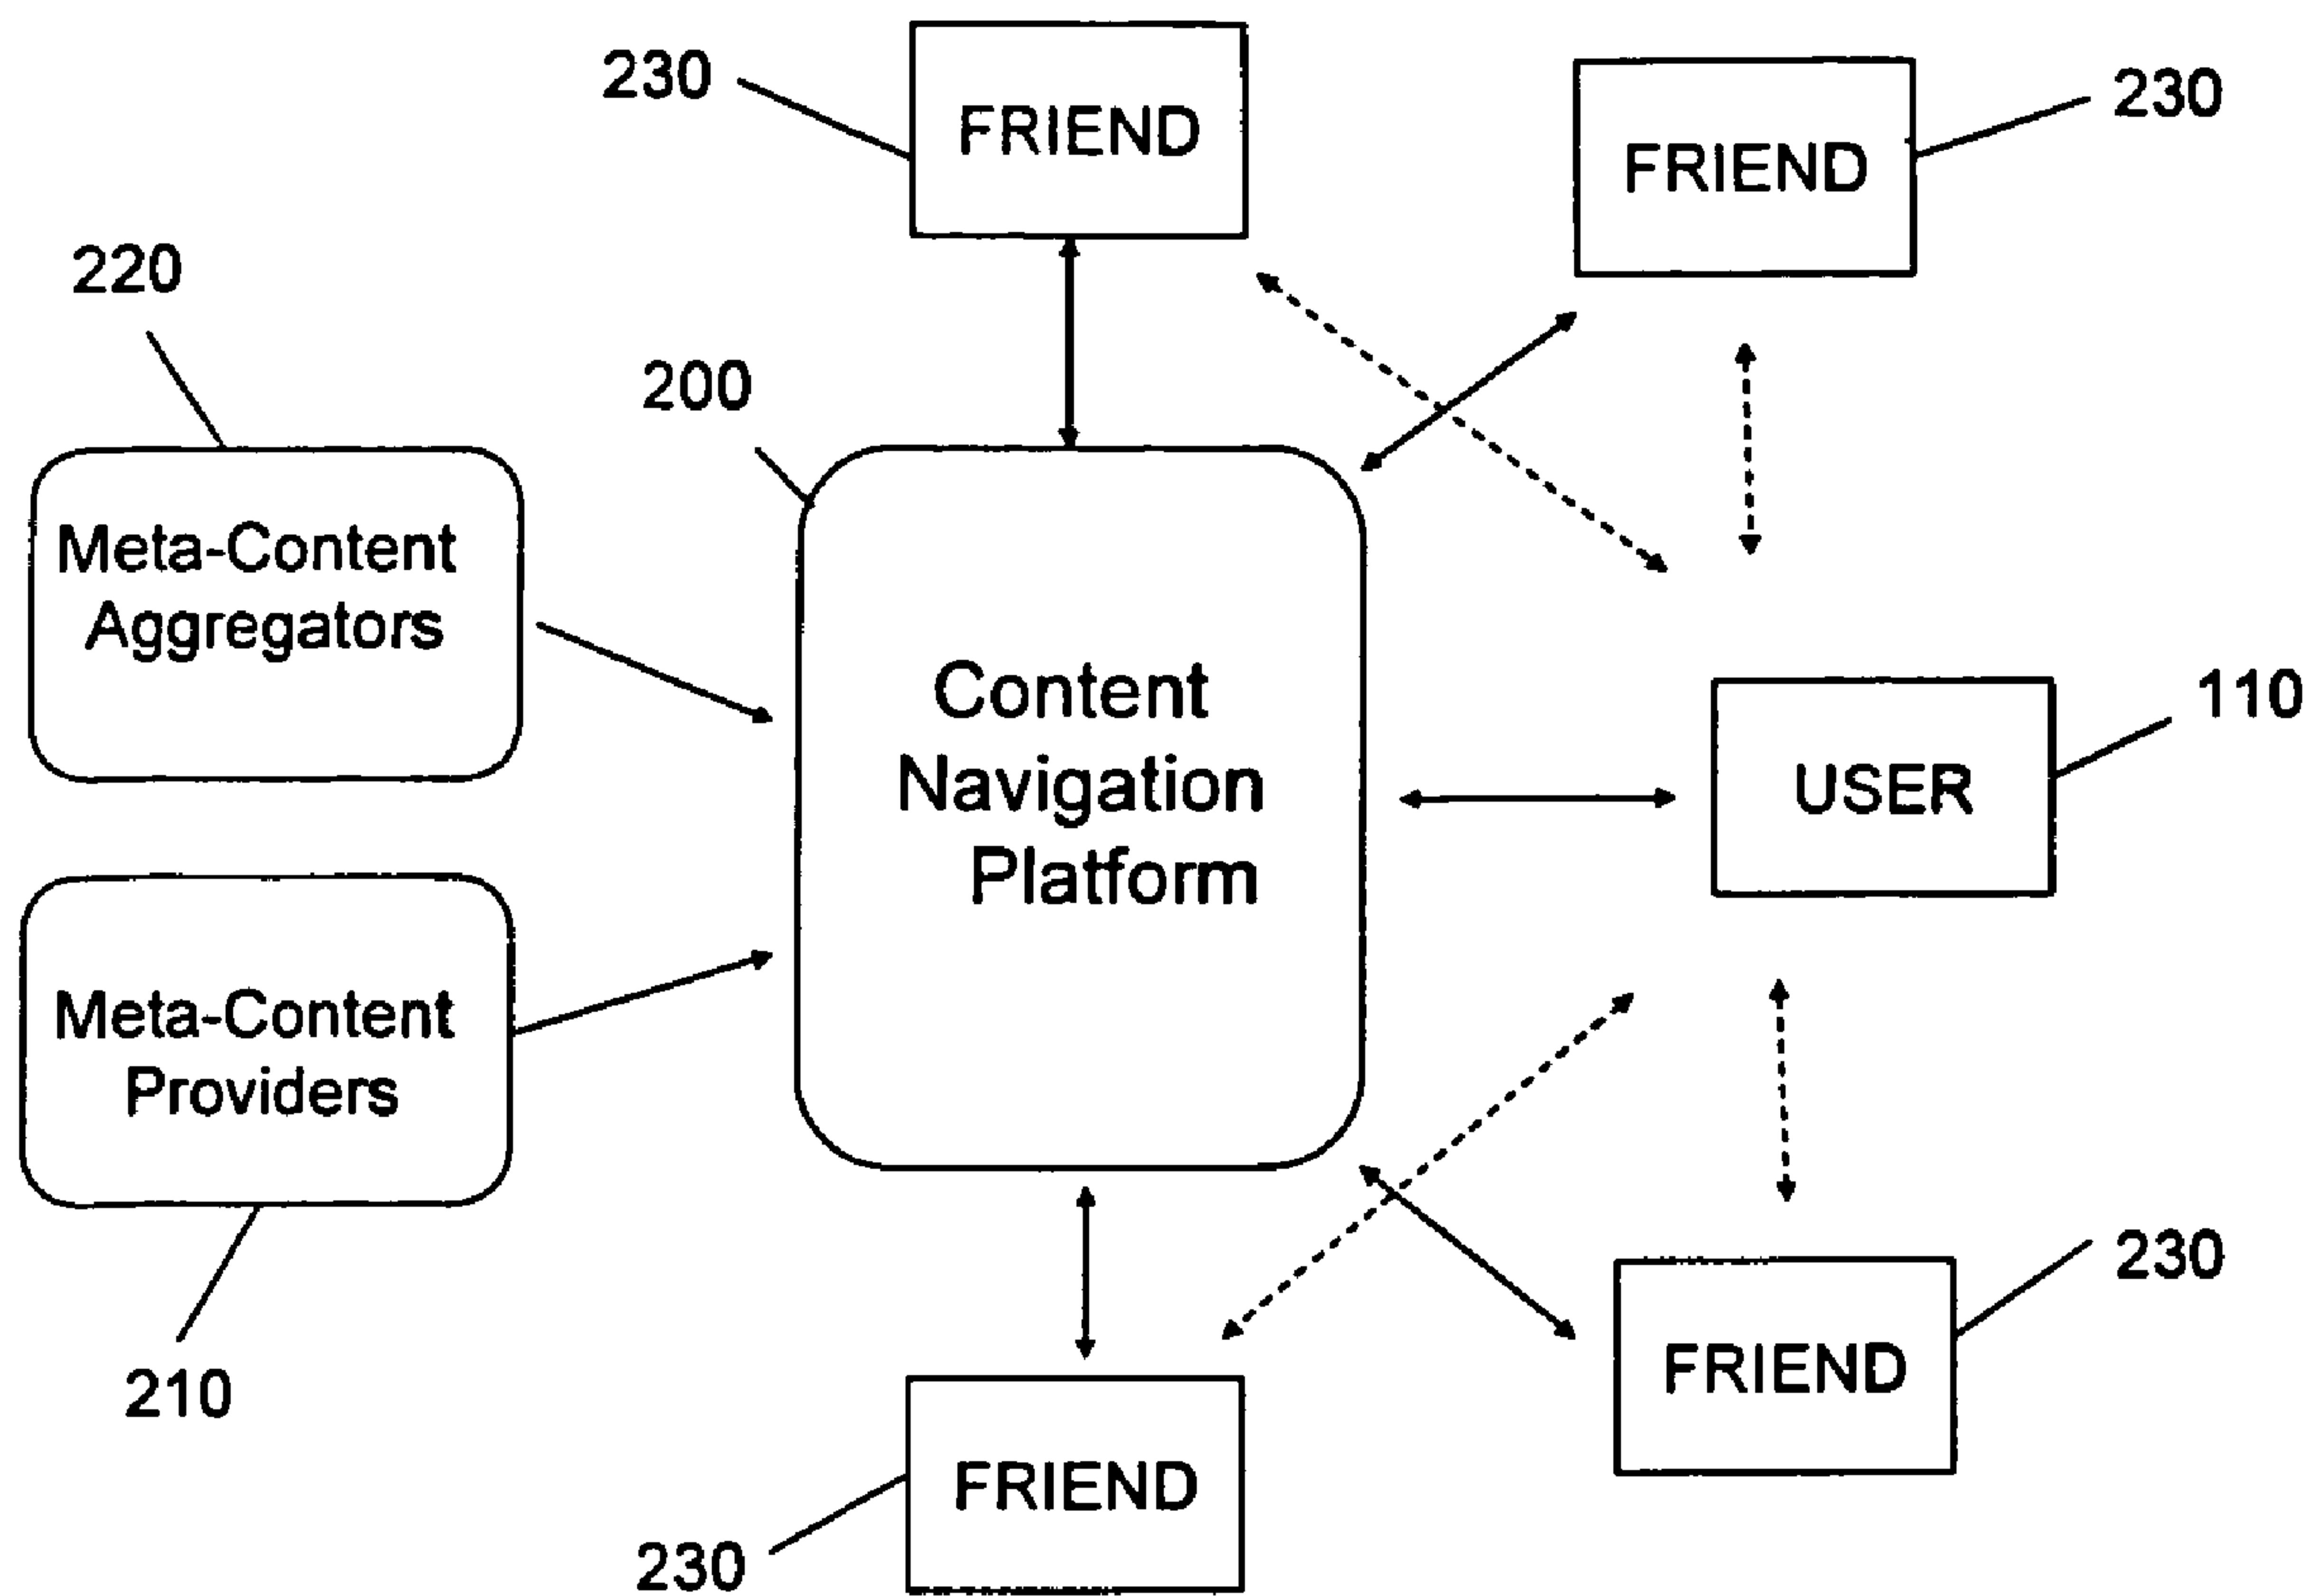 230
FRIEND
FRIEND
230
220
200
Meta-Content
Aggregators
Content
Navigation
Platform
USER
110
Meta-Content
Providers
210
FRIEND
230
FRIEND
230